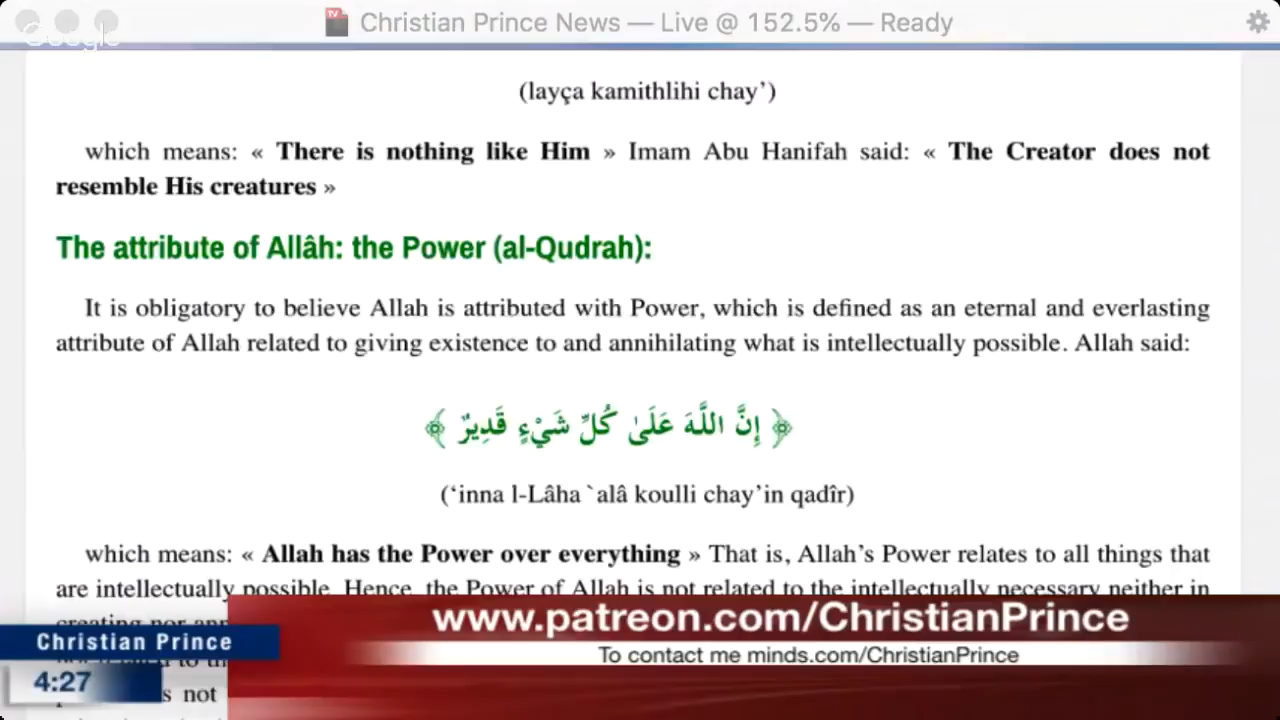 Christian Prince News — Live @ 152.5% — Ready
Google
(layça kamithlihi chay’)
which means: « There is nothing like Him » Imam Abu Hanifah said: « The Creator does not
resemble His creatures »
The attribute of Allâh: the Power (al-Qudrah):
It is obligatory to believe Allah is attributed with Power, which is defined as an eternal and everlasting
attribute of Allah related to giving existence to and annihilating what is intellectually possible. Allah said:
﴿ إِنَّ اللَّهَ عَلَىٰ كُلِّ شَيْءٍ قَدِيرٌ ﴾
(‘inna l-Lâha `alâ koulli chay’in qadîr)
which means: « Allah has the Power over everything » That is, Allah’s Power relates to all things that
are intellectually possible. Hence, the Power of Allah is not related to the intellectually necessary neither in
creating nor
s not
www.patreon.com/ChristianPrince
To contact me minds.com/ChristianPrince
Christian Prince
4:27